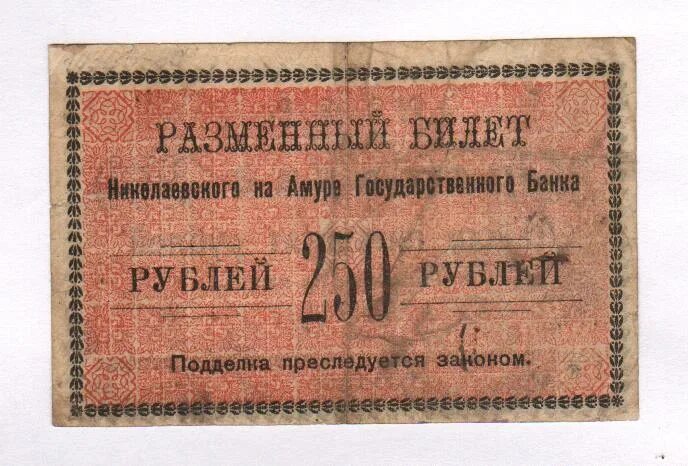 РАЗМЕННЫЙ БИЛЕТ
Николаевского на Амуре Государственного Банка
РУБЛЕЙ 250 РУБЛЕЙ
Подделка преследуется законом.